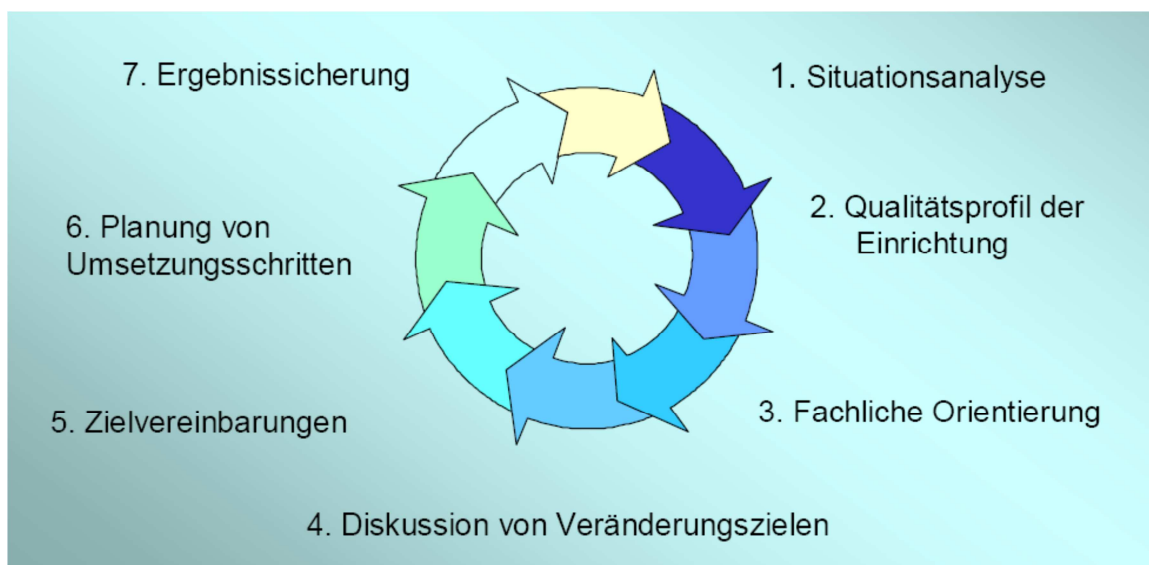 1. Situationsanalyse
2. Qualitätsprofil der
Einrichtung
3. Fachliche Orientierung
4. Diskussion von Veränderungszielen
5. Zielvereinbarungen
6. Planung von
Umsetzungsschritten
7. Ergebnissicherung